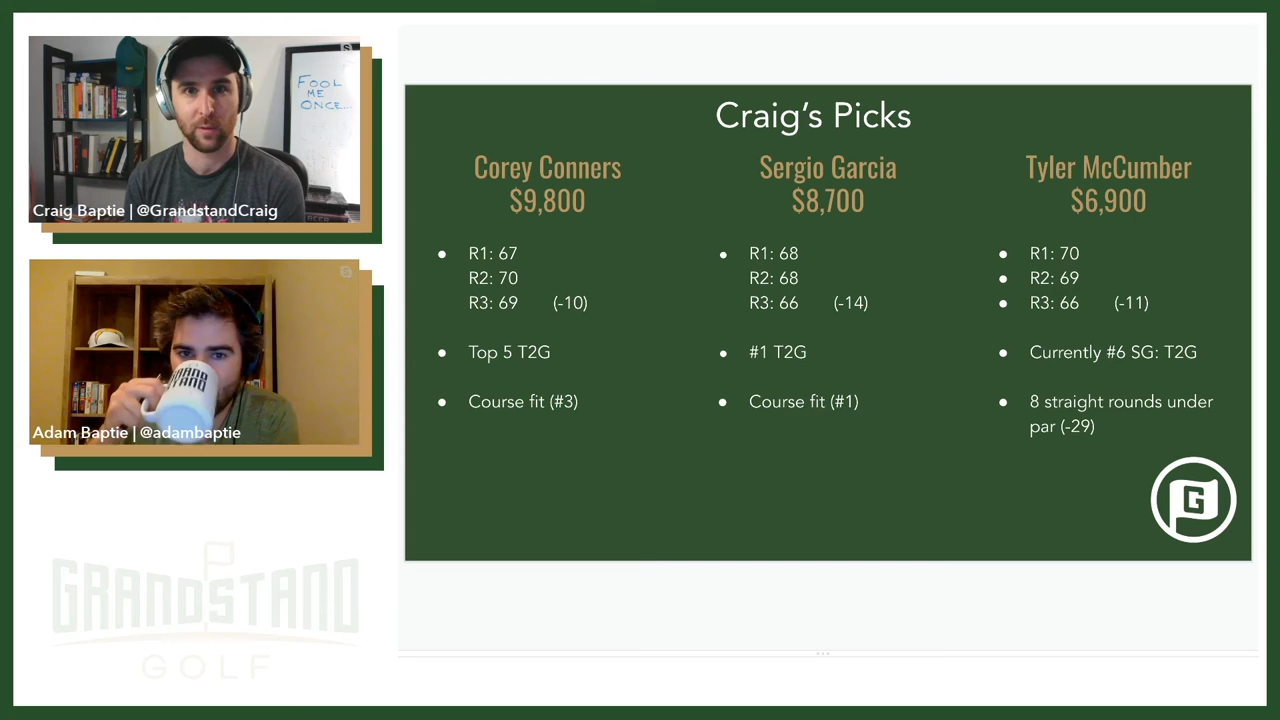 FOOL
ME
ONCE...
Craig Baptie | @GrandstandCraig
Adam Baptie | @adambaptie
GRANDSTAND
GOLF
Craig's Picks
Corey Conners
$9,800
● R1: 67
R2: 70
R3: 69 (-10)
● Top 5 T2G
● Course fit (#3)
Sergio Garcia
$8,700
● R1: 68
R2: 68
R3: 66 (-14)
● #1 T2G
● Course fit (#1)
Tyler McCumber
$6,900
● R1: 70
● R2: 69
● R3: 66 (-11)
● Currently #6 SG: T2G
● 8 straight rounds under
par (-29)
G